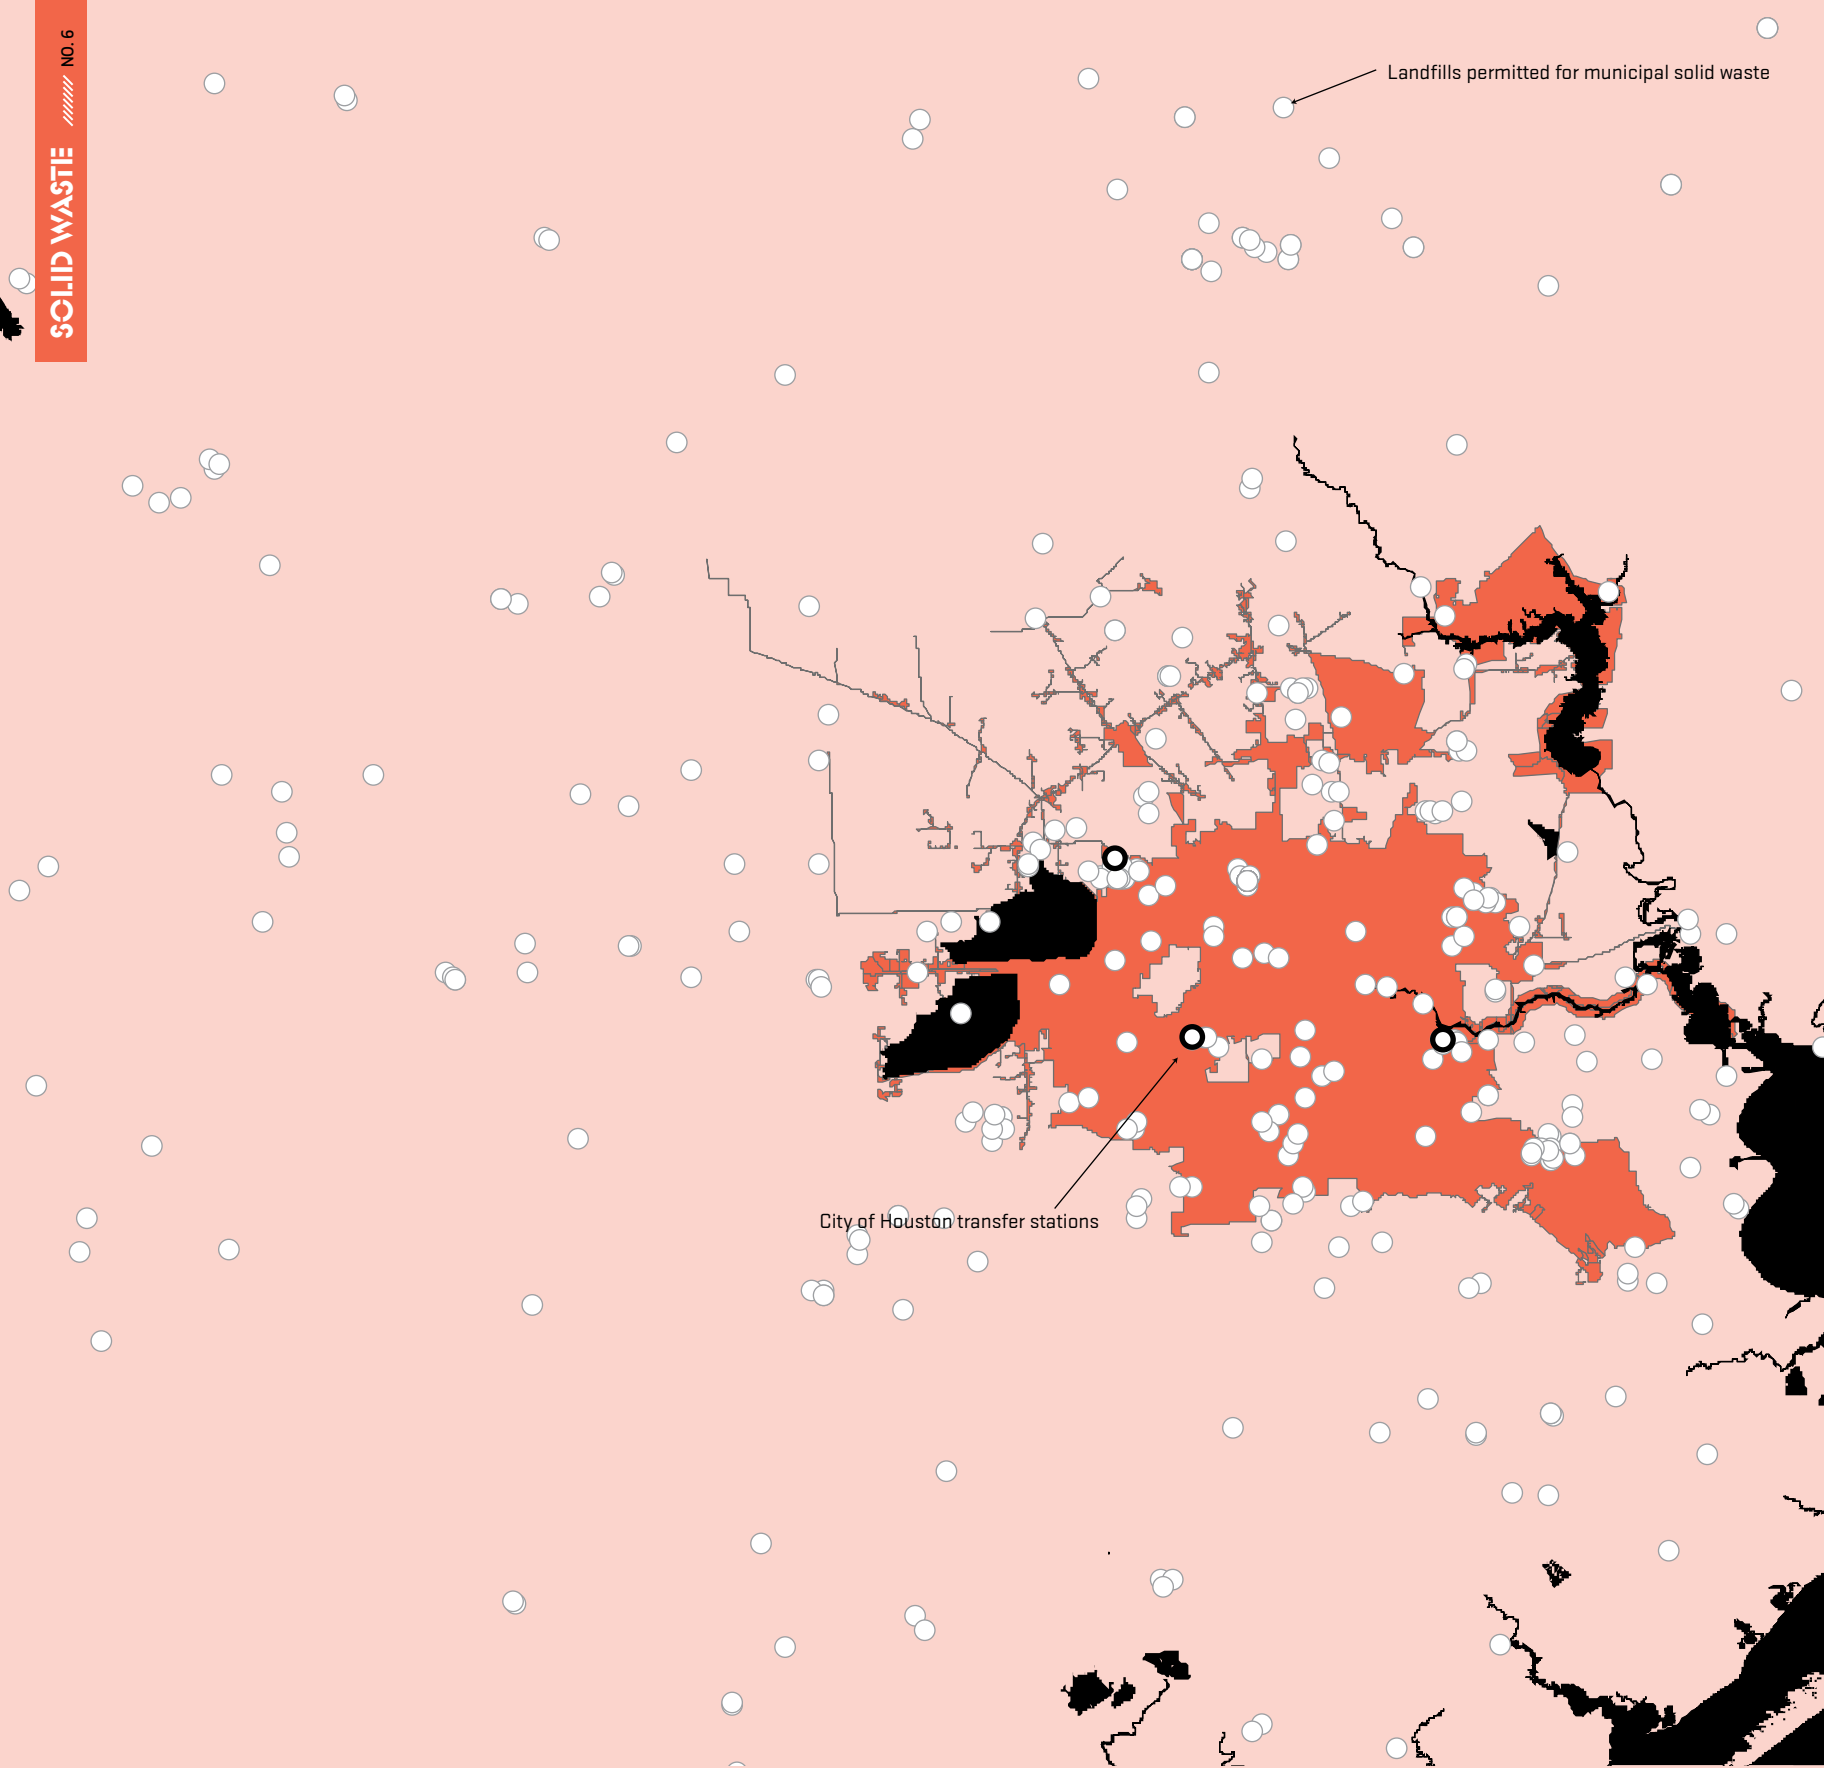 SOLID WASTE NO. 6
Landfills permitted for municipal solid waste
City of Houston transfer stations